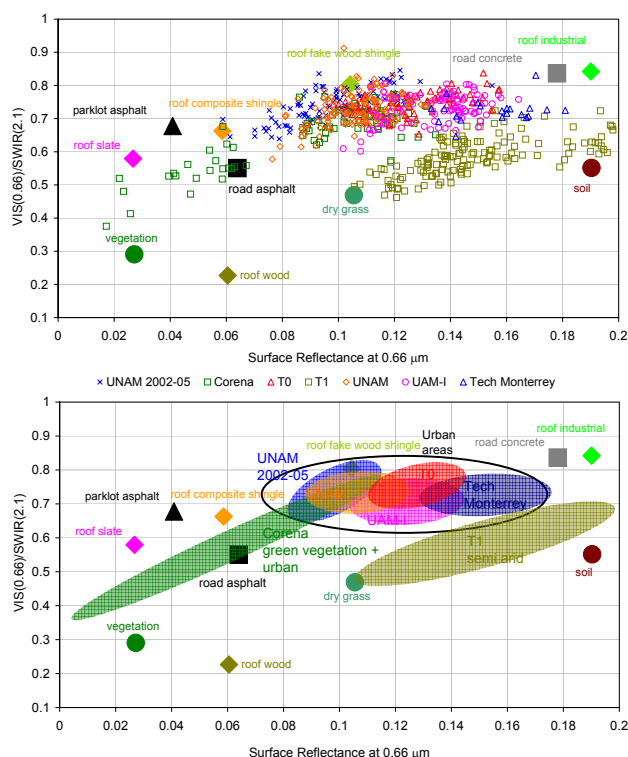 VIS(0.66)/SWIR(2.1)
1
0.9
0.8
0.7
0.6
0.5
0.4
0.3
0.2
0.1
roof industrial
road concrete
roof fake wood shingle
roof composite shingle
parklot asphalt
roof slate
road asphalt
dry grass
soil
vegetation
roof wood
0 0.02 0.04 0.06 0.08 0.1 0.12 0.14 0.16 0.18 0.2
Surface Reflectance at 0.66 μm
UNAM 2002-05 Corena T0 T1 UNAM UAM-I Tech Monterrey
VIS(0.66)/SWIR(2.1)
1
0.9
0.8
0.7
0.6
0.5
0.4
0.3
0.2
0.1
roof industrial
Urban
areas
road concrete
roof fake wood shingle
UNAM
2002-05
T0
Tech
Monterrey
UAM-I
roof composite shingle
parklot asphalt
roof slate
Corena
green vegetation +
urban
T1
semi arid
road asphalt
dry grass
soil
vegetation
roof wood
0 0.02 0.04 0.06 0.08 0.1 0.12 0.14 0.16 0.18 0.2
Surface Reflectance at 0.66 μm